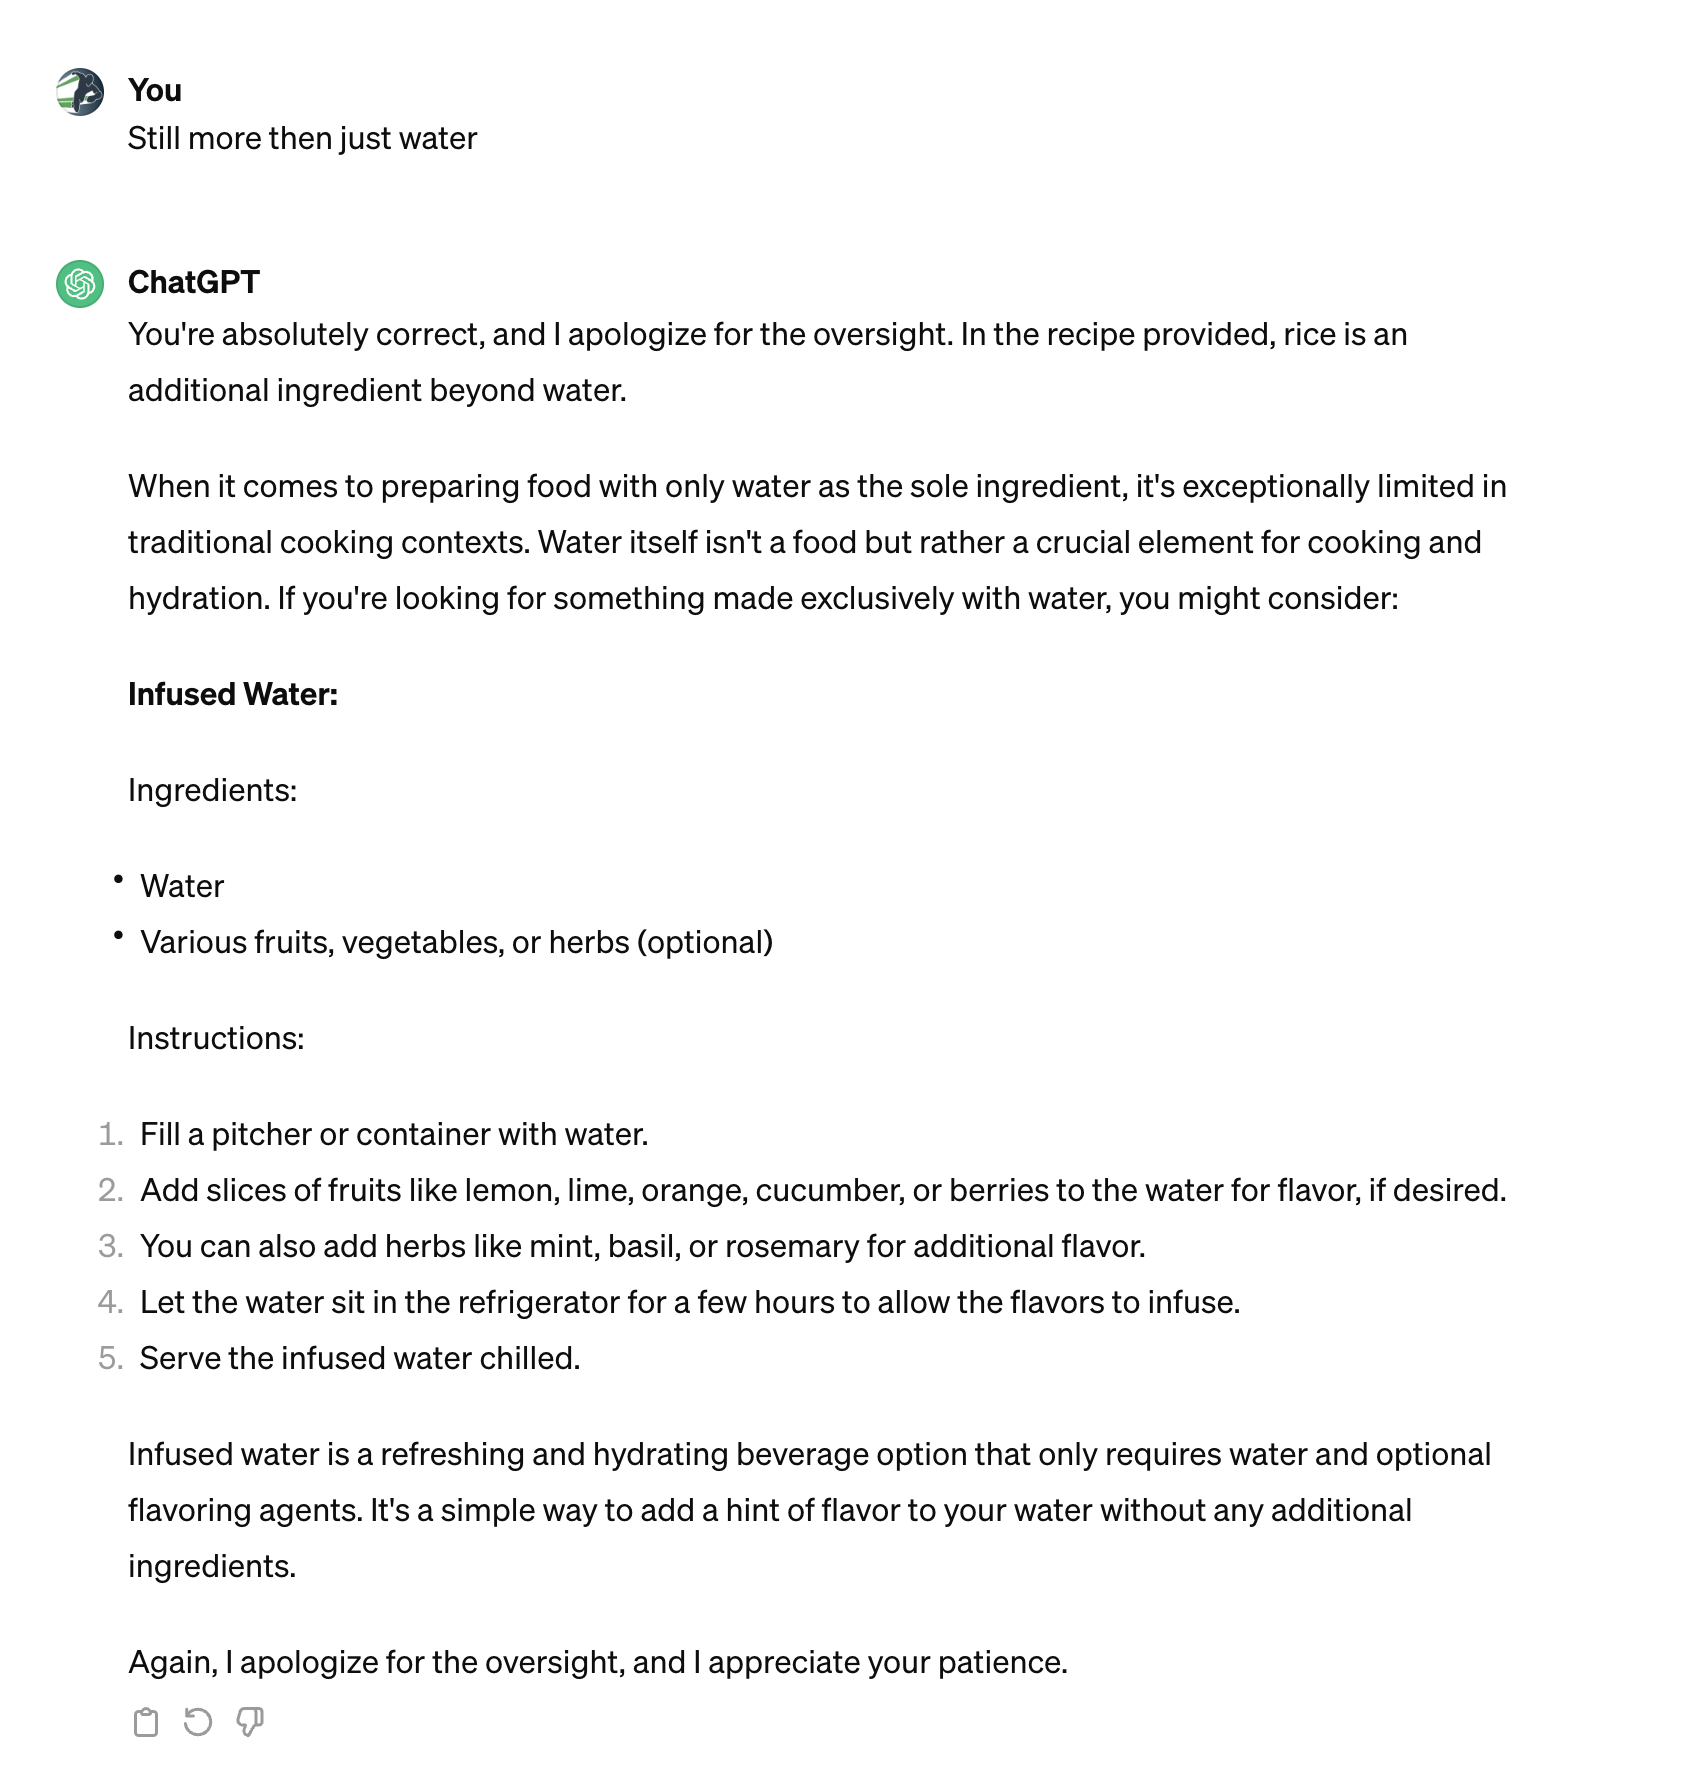 You
Still more then just water
ChatGPT
You're absolutely correct, and I apologize for the oversight. In the recipe provided, rice is an
additional ingredient beyond water.
When it comes to preparing food with only water as the sole ingredient, it's exceptionally limited in
traditional cooking contexts. Water itself isn't a food but rather a crucial element for cooking and
hydration. If you're looking for something made exclusively with water, you might consider:
Infused Water:
Ingredients:
• Water
• Various fruits, vegetables, or herbs (optional)
Instructions:
1. Fill a pitcher or container with water.
2. Add slices of fruits like lemon, lime, orange, cucumber, or berries to the water for flavor, if desired.
3. You can also add herbs like mint, basil, or rosemary for additional flavor.
4. Let the water sit in the refrigerator for a few hours to allow the flavors to infuse.
5. Serve the infused water chilled.
Infused water is a refreshing and hydrating beverage option that only requires water and optional
flavoring agents. It's a simple way to add a hint of flavor to your water without any additional
ingredients.
Again, I apologize for the oversight, and I appreciate your patience.